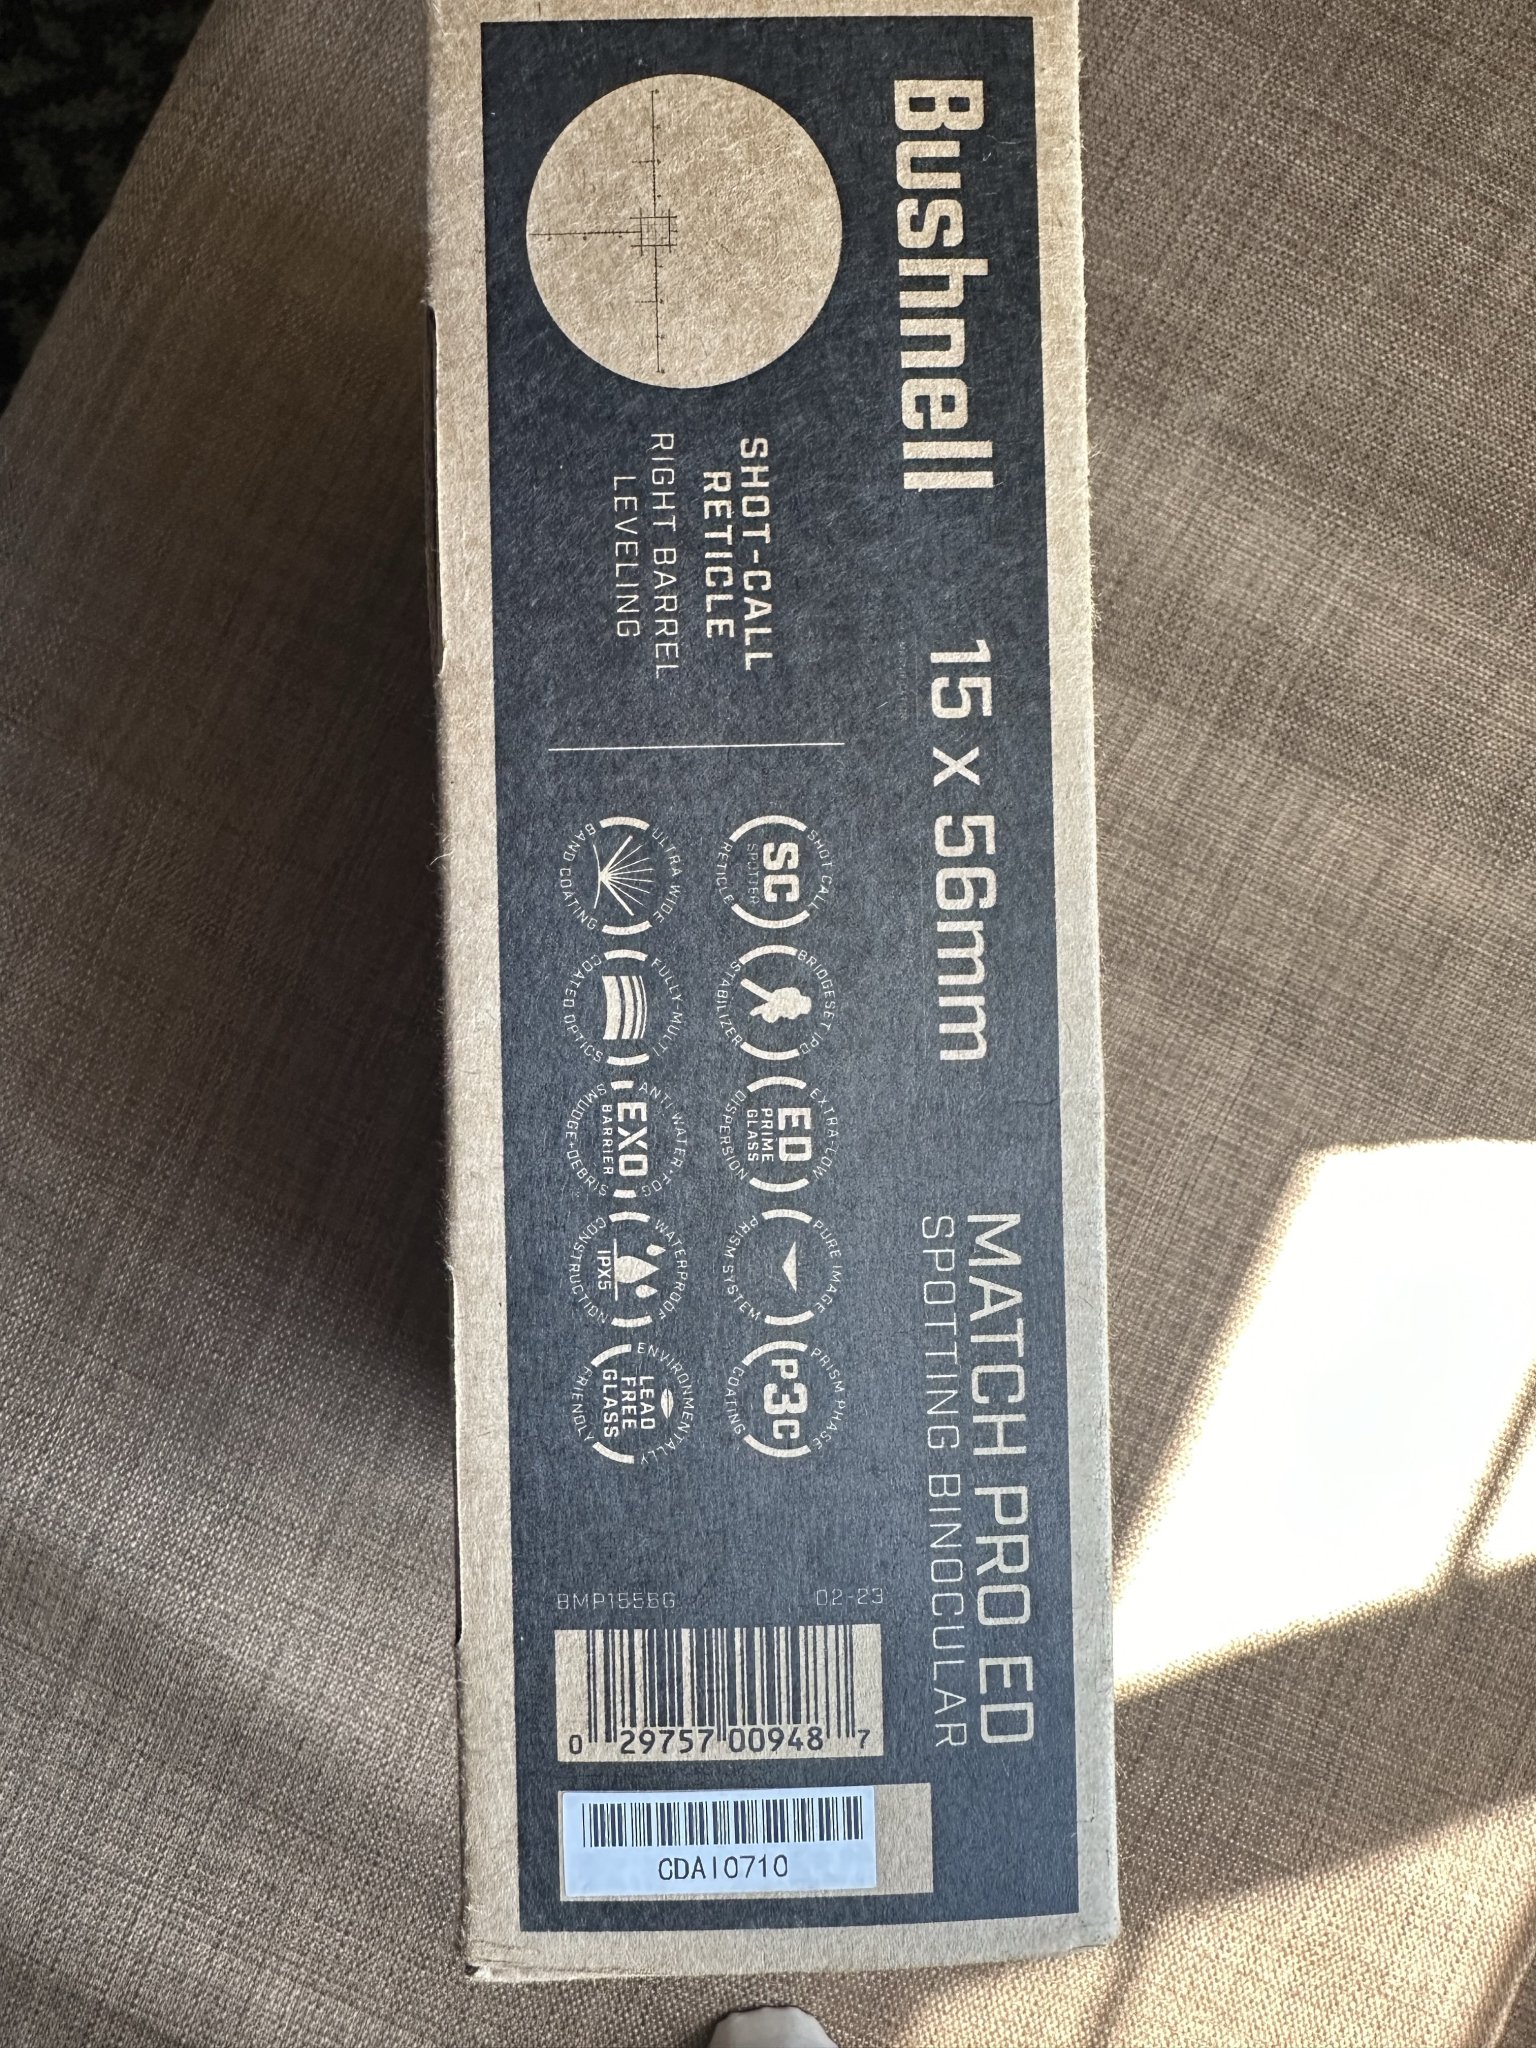 Bushnell
15 x 56mm
MAGNIFICATION
MATCH PRO ED
SPOTTING BINOCULAR
SHOT-CALL
RETICLE
RIGHT BARREL
LEVELING
SHOT CALL
SC
SPOTTER
RETICLE
BRIDGESET IPD
STABILIZER
EXTRA-LOW
ED
PRIME
GLASS
DISPERSION
PURE IMAGE
PRISM SYSTEM
PRISM PHASE
P3C
COATING
ULTRA WIDE
BAND COATING
FULLY-MULTI
COATED OPTICS
ANTI WATER+FOG
EXO
BARRIER
SMUDGE+DEBRIS
WATERPROOF
IPX5
CONSTRUCTION
ENVIRONMENTALLY
LEAD
FREE
GLASS
FRIENDLY
02-23
BMP1556BG
0 29757 00948 7
CDAI0710